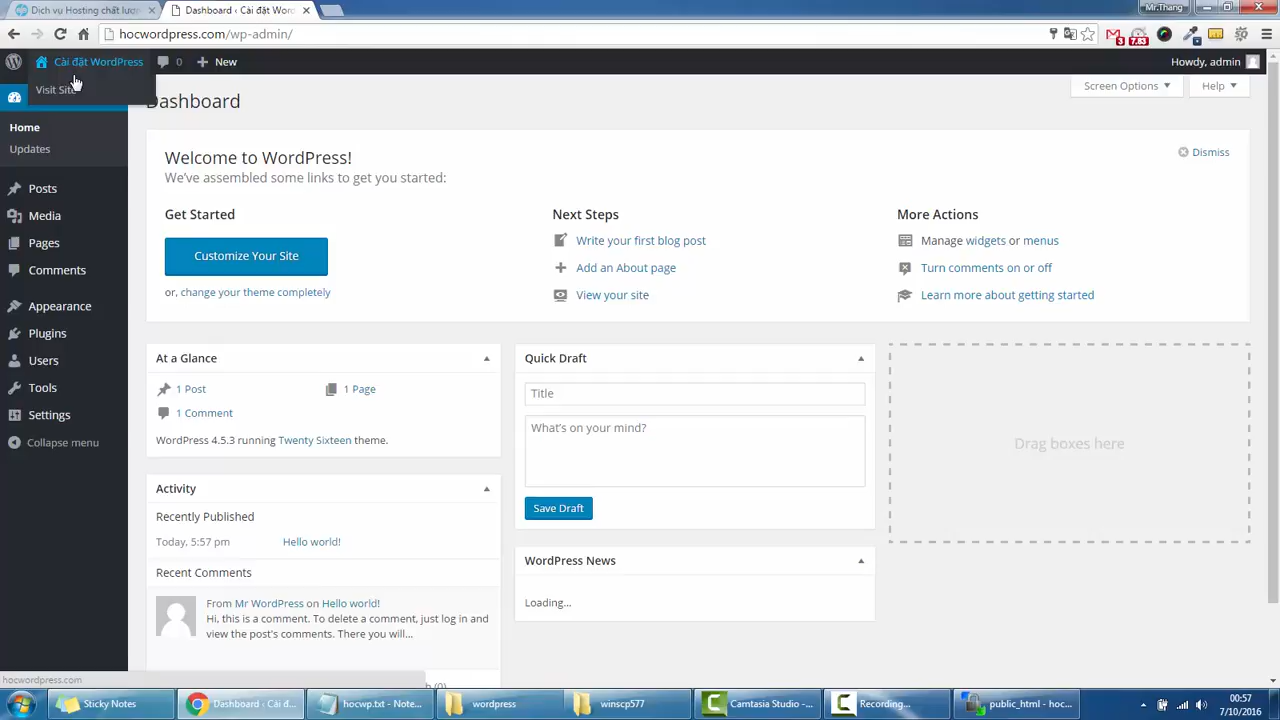 Dịch vụ Hosting chất lượn
Dashboard ‹ Cài đặt Wor
Mr.Thang
hocwordpress.com/wp-admin/
3
7.83
Cài đặt WordPress
0
New
Howdy, admin
Visit Site
Dashboard
Screen Options
Help
Home
Updates
Posts
Media
Pages
Comments
Appearance
Plugins
Users
Tools
Settings
Collapse menu
Welcome to WordPress!
We've assembled some links to get you started:
Dismiss
Get Started
Customize Your Site
or, change your theme completely
Next Steps
Write your first blog post
Add an About page
View your site
More Actions
Manage widgets or menus
Turn comments on or off
Learn more about getting started
At a Glance
1 Post
1 Page
1 Comment
WordPress 4.5.3 running Twenty Sixteen theme.
Activity
Recently Published
Today, 5:57 pm Hello world!
Recent Comments
From Mr WordPress on Hello world!
Hi, this is a comment. To delete a comment, just log in and
view the post's comments. There you will...
Quick Draft
Title
What's on your mind?
Save Draft
WordPress News
Loading...
Drag boxes here
hocwordpress.com
Sticky Notes
Dashboard ‹ Cài đ...
hocwp.txt - Note...
wordpress
winscp577
Camtasia Studio -...
Recording...
public_html - hoc...
00:57
7/10/2016